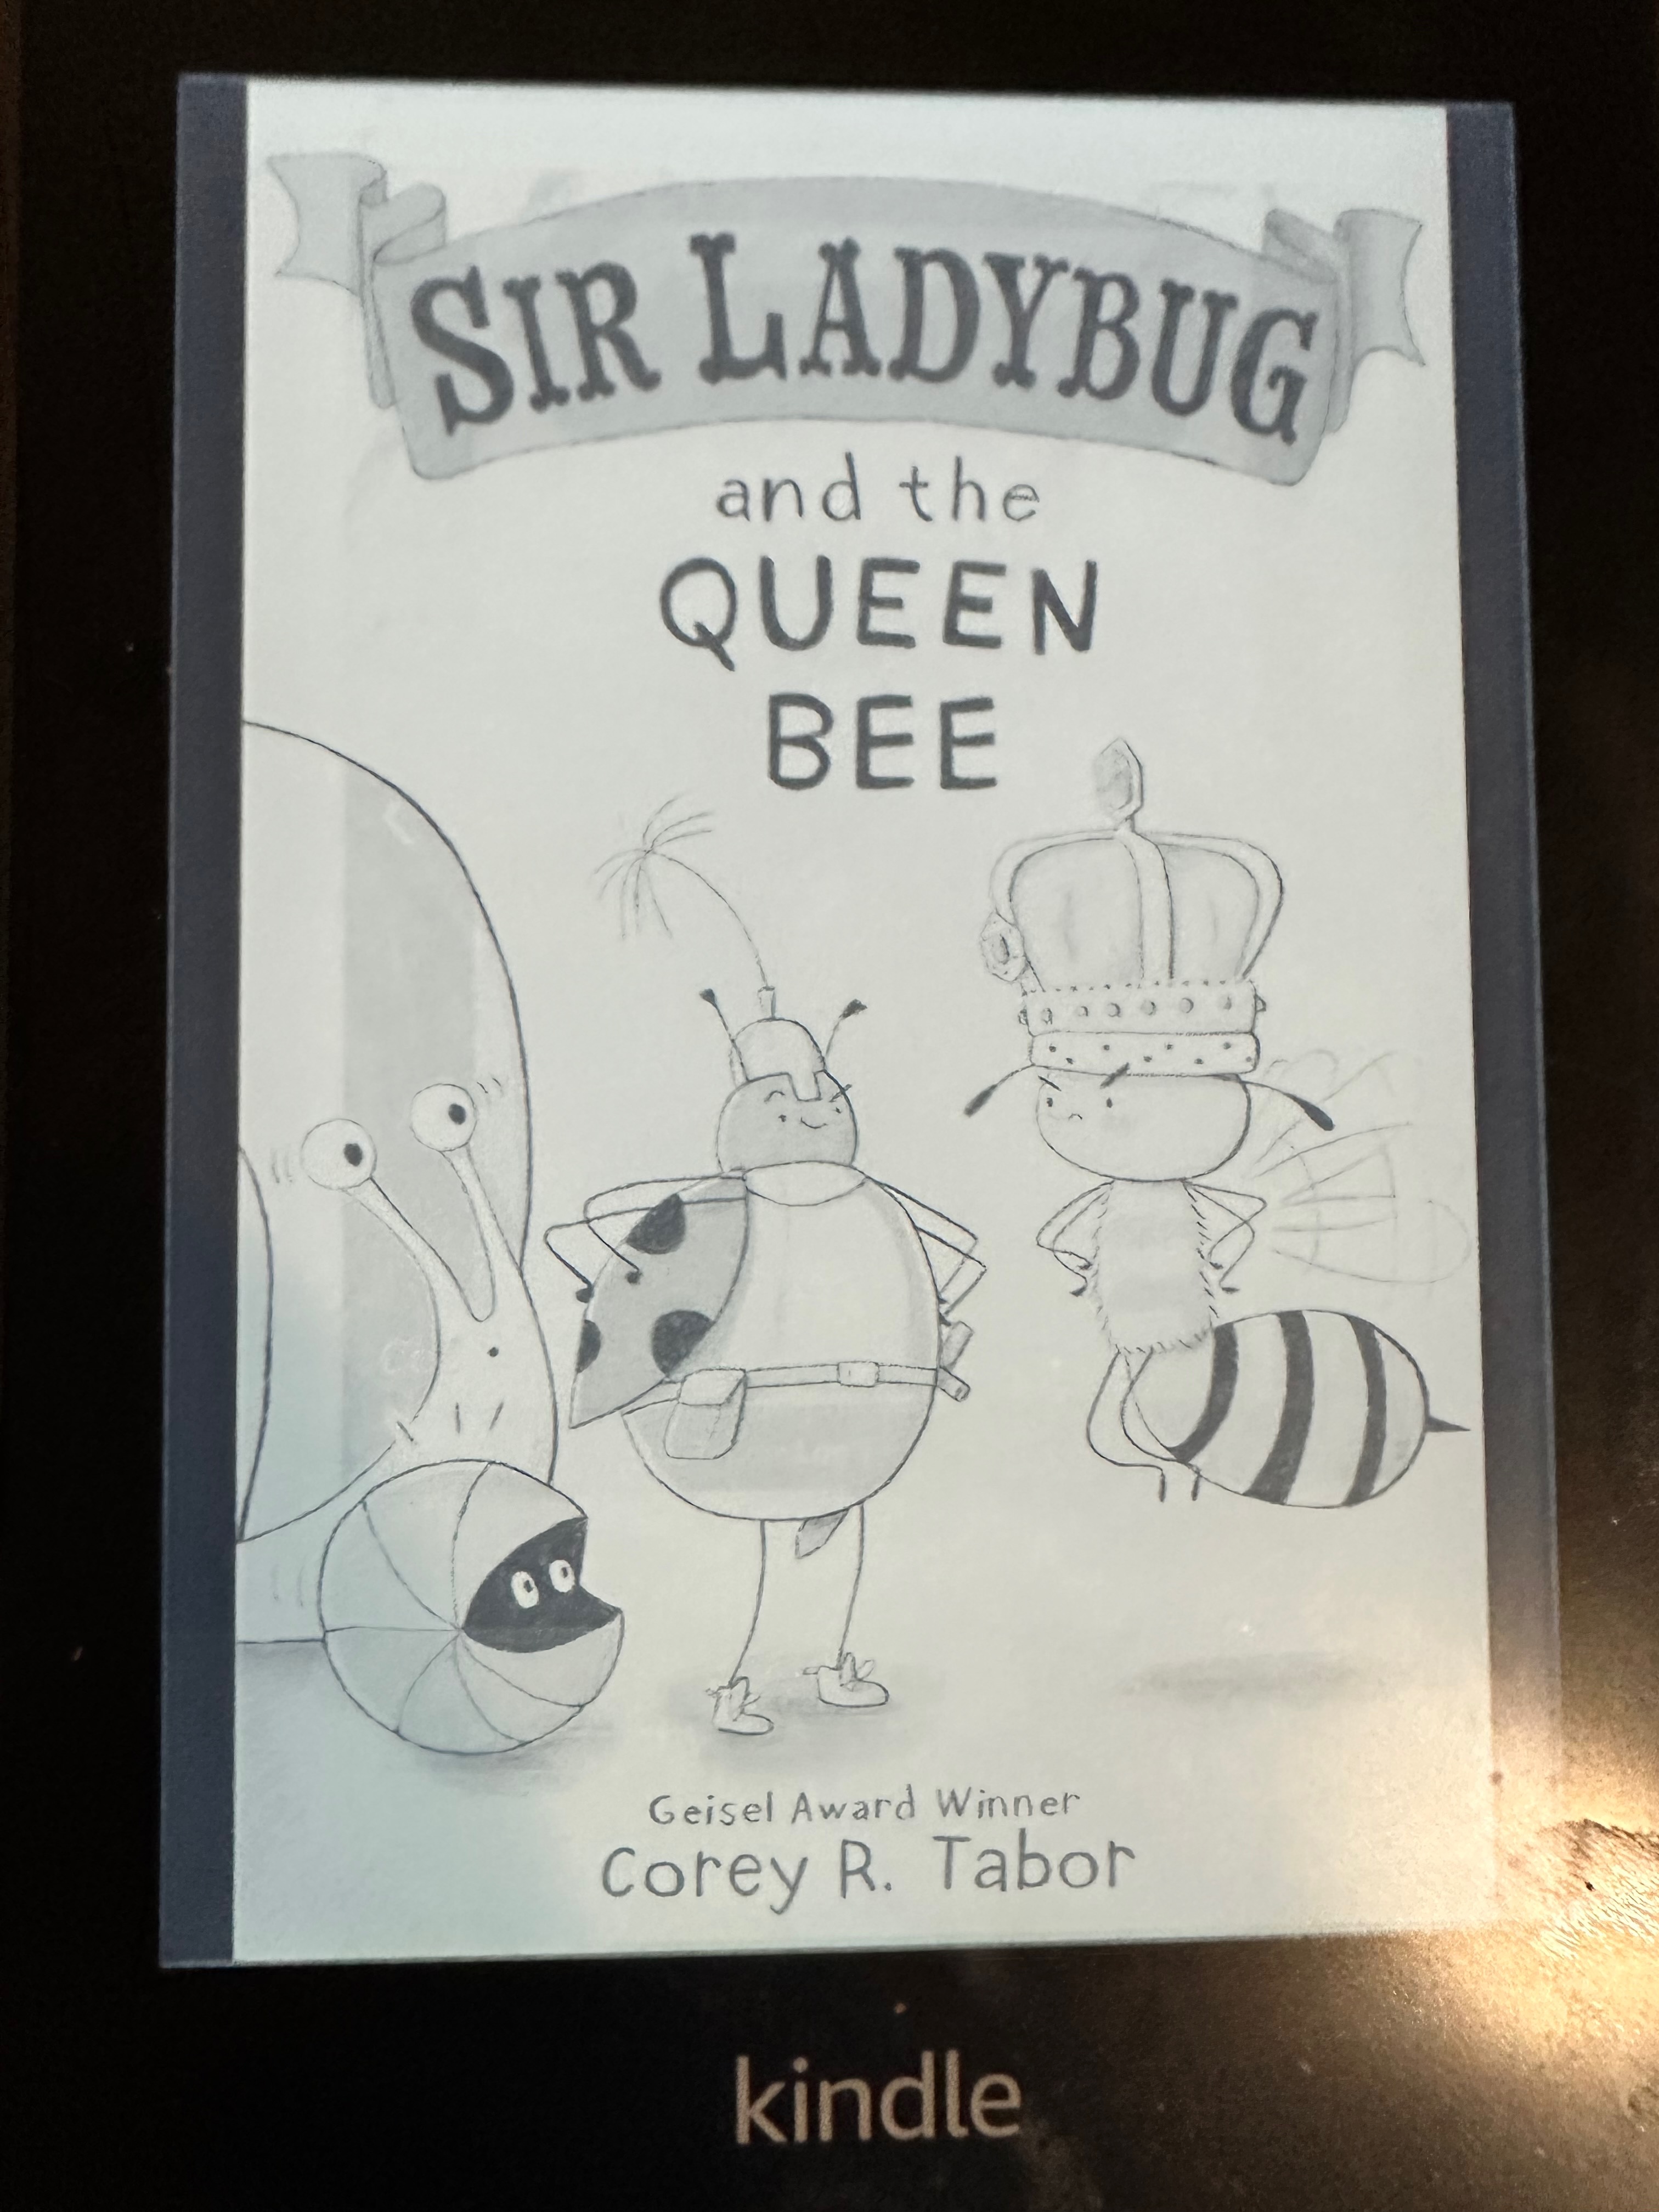 SIR LADYBUG
and the
QUEEN
BEE
Geisel Award Winner
Corey R. Tabor
kindle